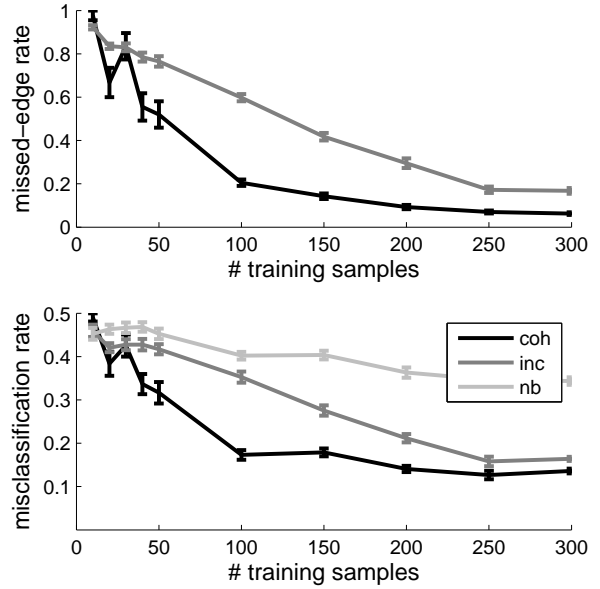 1
0.8
0.6
0.4
0.2
0
missed-edge rate
0 50 100 150 200 250 300
# training samples
0.5
0.4
0.3
0.2
0.1
misclassification rate
coh
inc
nb
0 50 100 150 200 250 300
# training samples